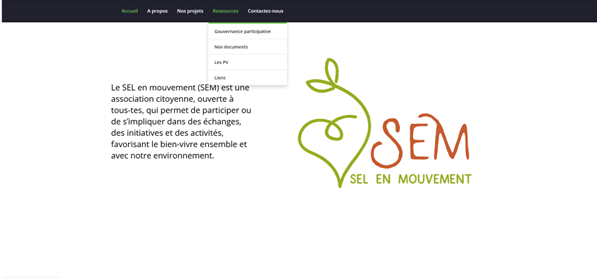 Accueil A propos Nos projets Ressources Contactez-nous
Gouvernance participative
Nos documents
Les PV
Liens
Le SEL en mouvement (SEM) est une
association citoyenne, ouverte à
tous-tes, qui permet de participer ou
de s'impliquer dans des échanges,
des initiatives et des activités,
favorisant le bien-vivre ensemble et
avec notre environnement.
SÈM
SEL EN MOUVEMENT